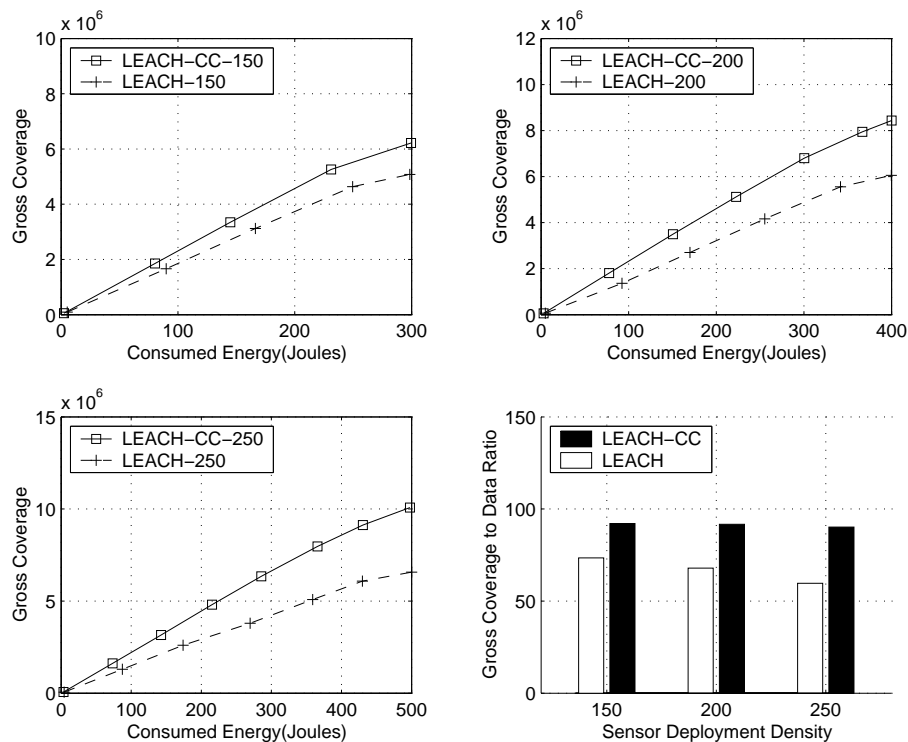 x 10^6
10
8
6
4
2
0
Gross Coverage
LEACH-CC-150
LEACH-150
0 100 200 300
Consumed Energy(Joules)
x 10^6
12
10
8
6
4
2
0
Gross Coverage
LEACH-CC-200
LEACH-200
0 100 200 300 400
Consumed Energy(Joules)
x 10^6
15
10
5
0
Gross Coverage
LEACH-CC-250
LEACH-250
0 100 200 300 400 500
Consumed Energy(Joules)
150
100
50
0
Gross Coverage to Data Ratio
LEACH-CC
LEACH
150 200 250
Sensor Deployment Density